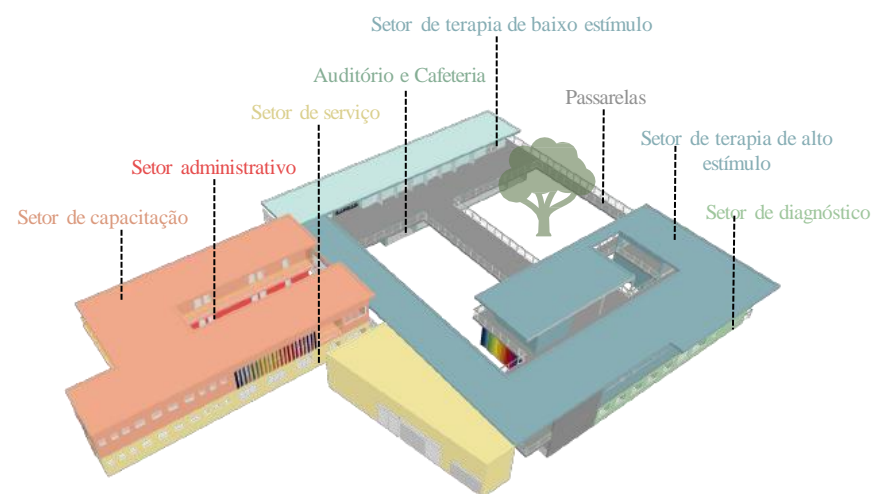 Setor de terapia de baixo estímulo
Auditório e Cafeteria
Passarelas
Setor de serviço
Setor de terapia de alto
estímulo
Setor administrativo
Setor de capacitação
Setor de diagnóstico